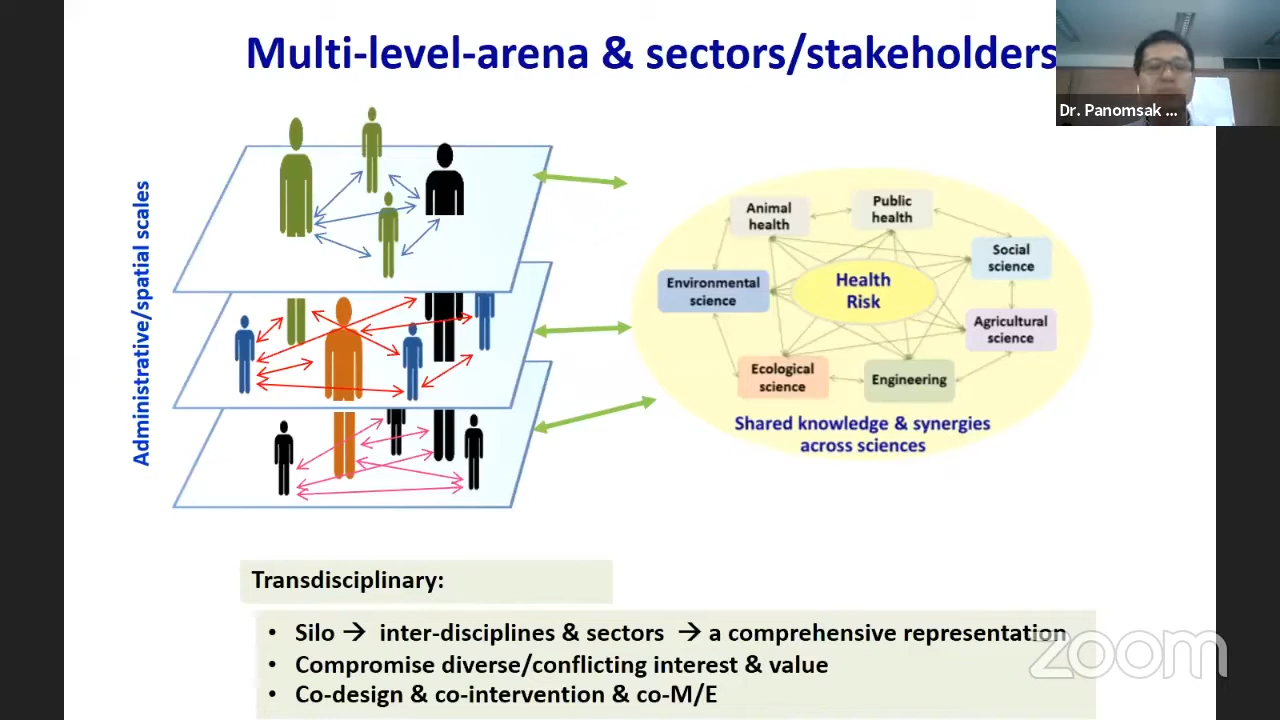 Multi-level-arena & sectors/stakeholders
Dr. Panomsak ...
Administrative/spatial scales
Animal
health
Public
health
Social
science
Environmental
science
Health
Risk
Agricultural
science
Ecological
science
Engineering
Shared knowledge & synergies
across sciences
Transdisciplinary:
• Silo → inter-disciplines & sectors → a comprehensive representation
• Compromise diverse/conflicting interest & value
• Co-design & co-intervention & co-M/E
zoom